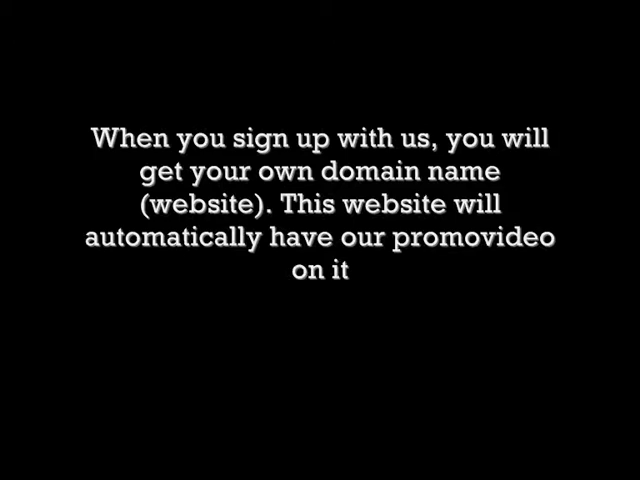 When you sign up with us, you will
get your own domain name
(website). This website will
automatically have our promovideo
on it